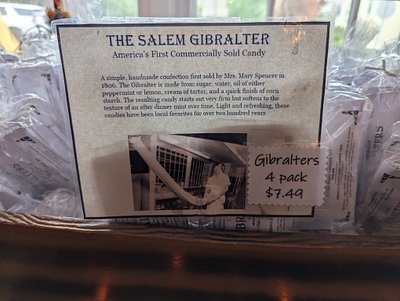 THE SALEM GIBRALTER
America's First Commercially Sold Candy
A simple, handmade confection first sold by Mrs. Mary Spencer in
1806. The Gibralter is made from sugar, water, oil of either
peppermint or lemon, cream of tartar, and a quick finish of corn
starch. The resulting candy starts out very firm but softens to the
texture of an after dinner mint over time. Light and refreshing, these
candies have been local favorites for over two hundred years
Gibralters
4 pack
$7.49